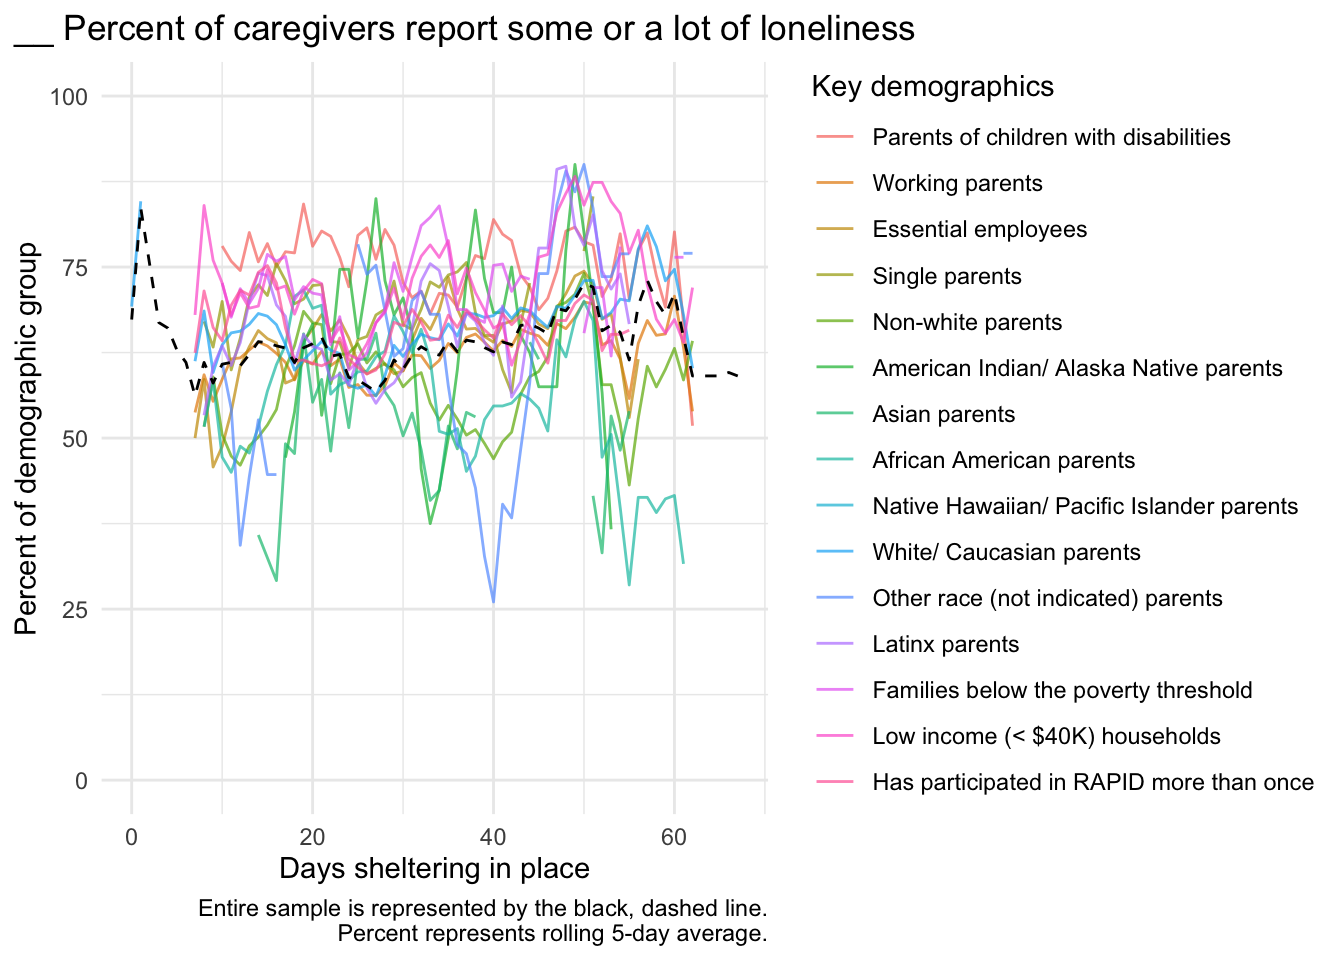 __ Percent of caregivers report some or a lot of loneliness
Percent of demographic group
100
75
50
25
0
0 20 40 60
Days sheltering in place
Entire sample is represented by the black, dashed line.
Percent represents rolling 5-day average.
Key demographics
Parents of children with disabilities
Working parents
Essential employees
Single parents
Non-white parents
American Indian/ Alaska Native parents
Asian parents
African American parents
Native Hawaiian/ Pacific Islander parents
White/ Caucasian parents
Other race (not indicated) parents
Latinx parents
Families below the poverty threshold
Low income (< $40K) households
Has participated in RAPID more than once